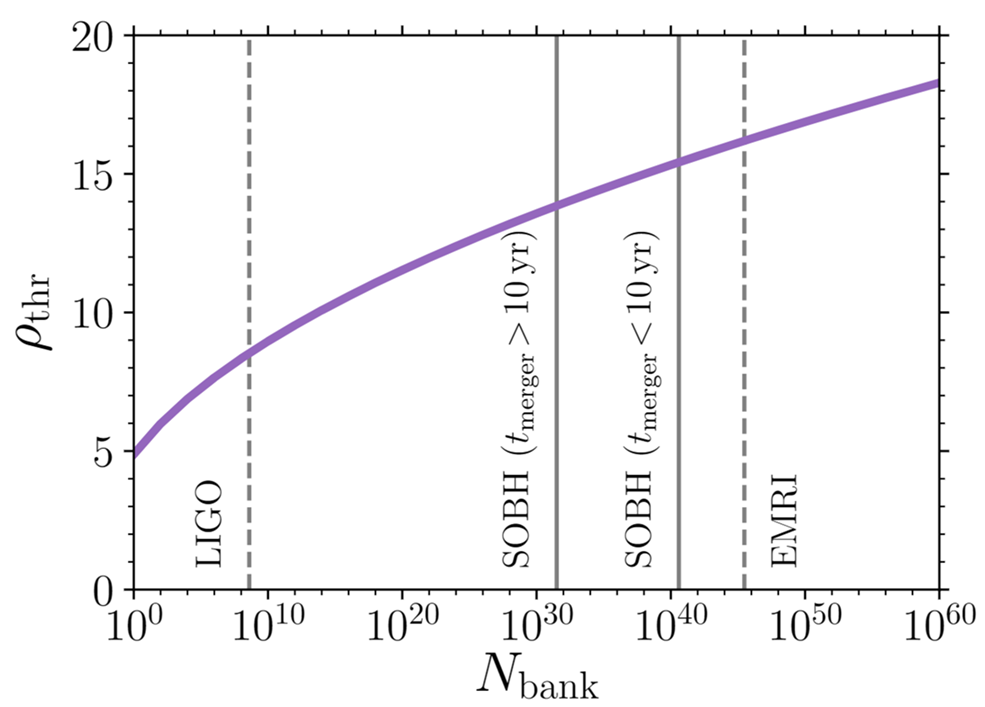 20
15
10
5
0
ρ_thr
LIGO
SOBH (t_merger > 10 yr)
SOBH (t_merger < 10 yr)
EMRI
10^0 10^10 10^20 10^30 10^40 10^50 10^60
N_bank